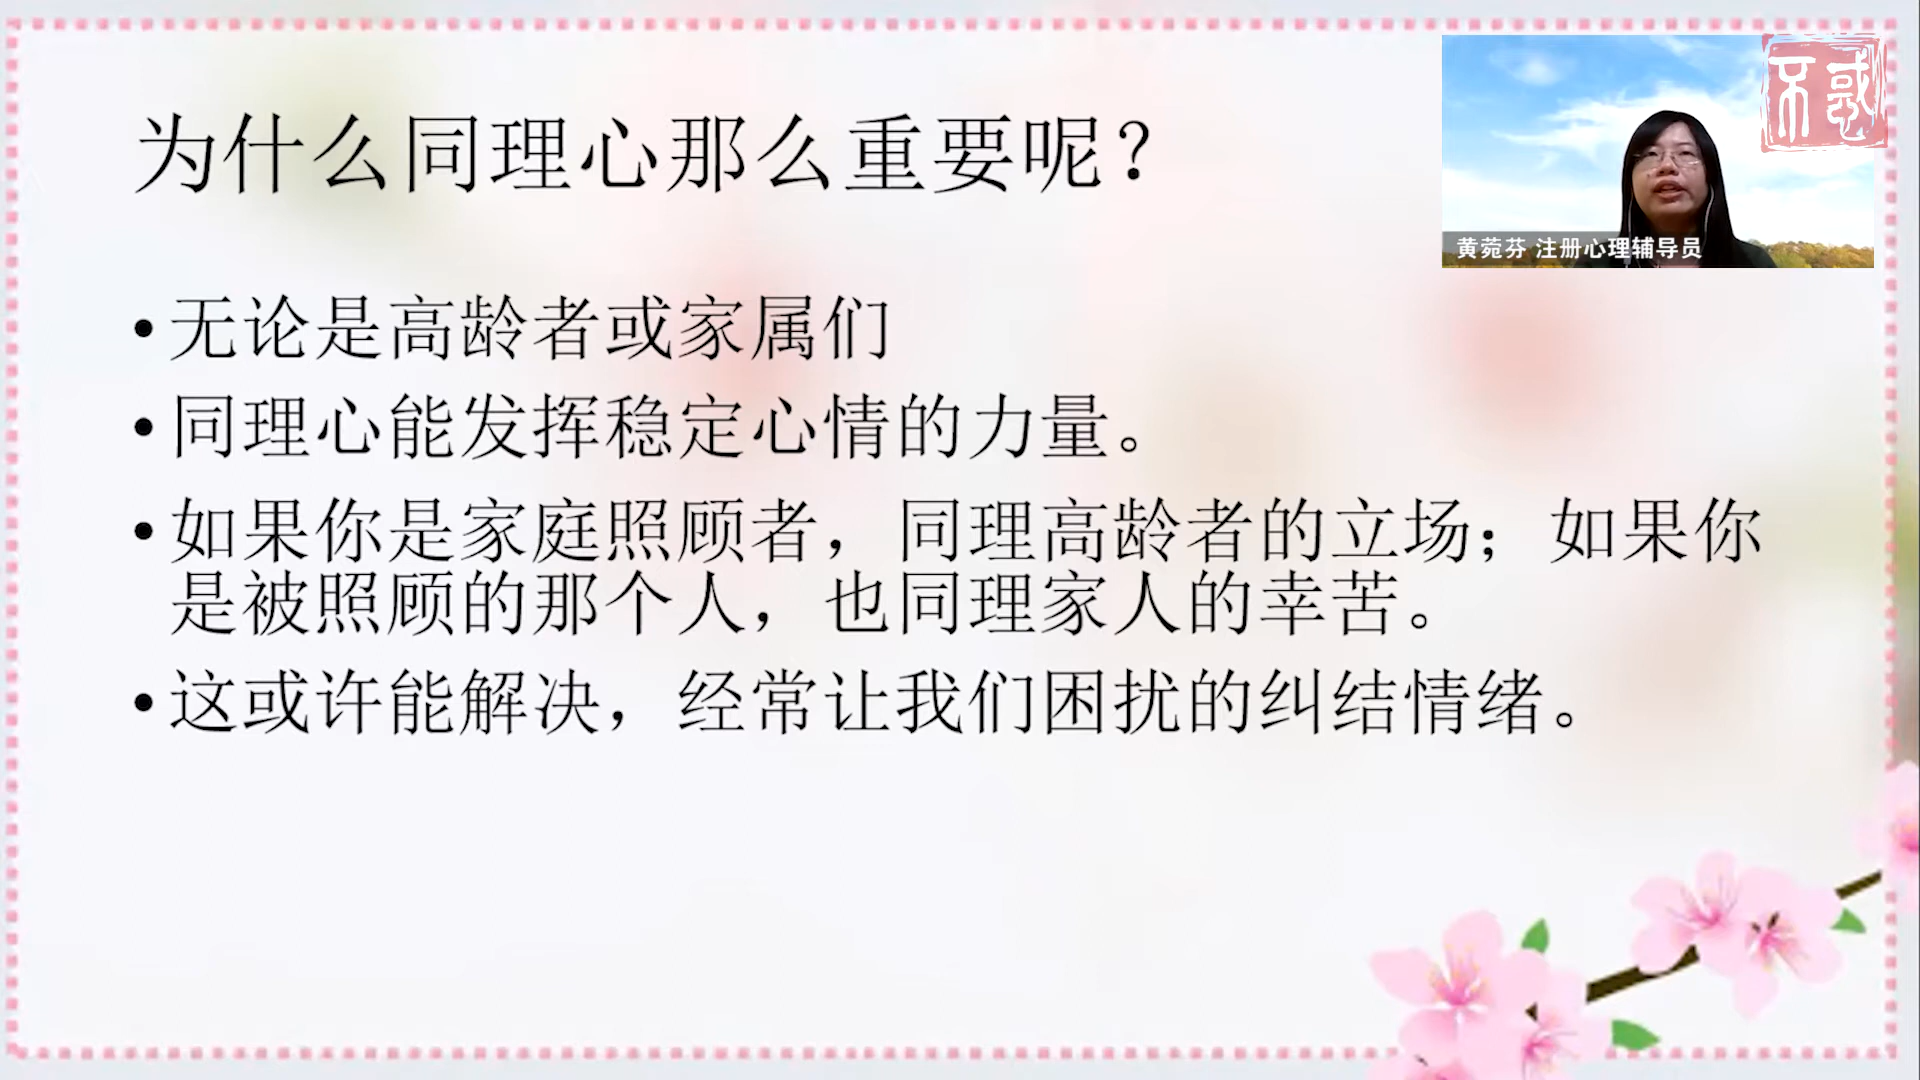 为什么同理心那么重要呢?
不惑
黄菀芬 注册心理辅导员
• 无论是高龄者或家属们
• 同理心能发挥稳定心情的力量。
• 如果你是家庭照顾者，同理高龄者的立场；如果你
是被照顾的那个人，也同理家人的幸苦。
• 这或许能解决，经常让我们困扰的纠结情绪。